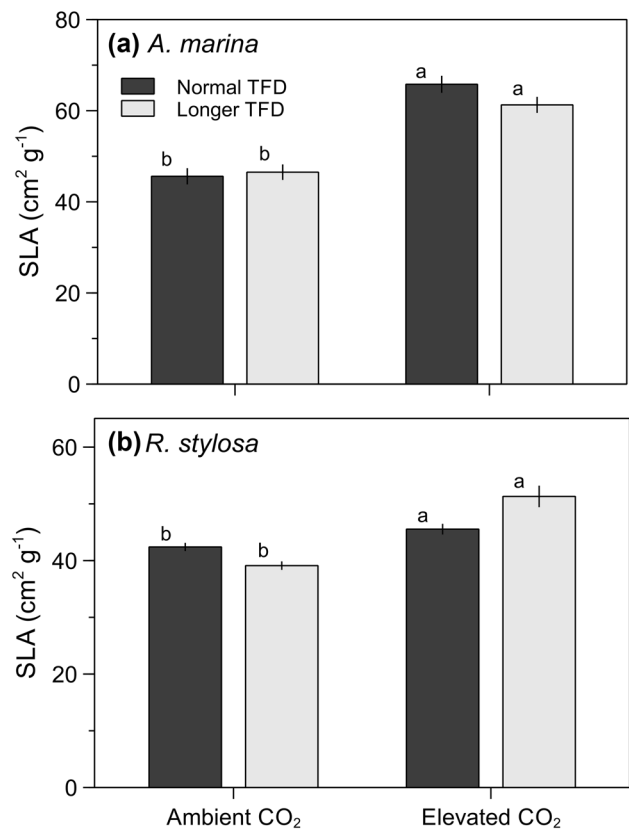 80
(a) A. marina
Normal TFD
Longer TFD
a
a
60
b
b
SLA (cm² g⁻¹)
40
20
0
(b) R. stylosa
60
a
a
b
b
SLA (cm² g⁻¹)
40
20
0
Ambient CO₂
Elevated CO₂